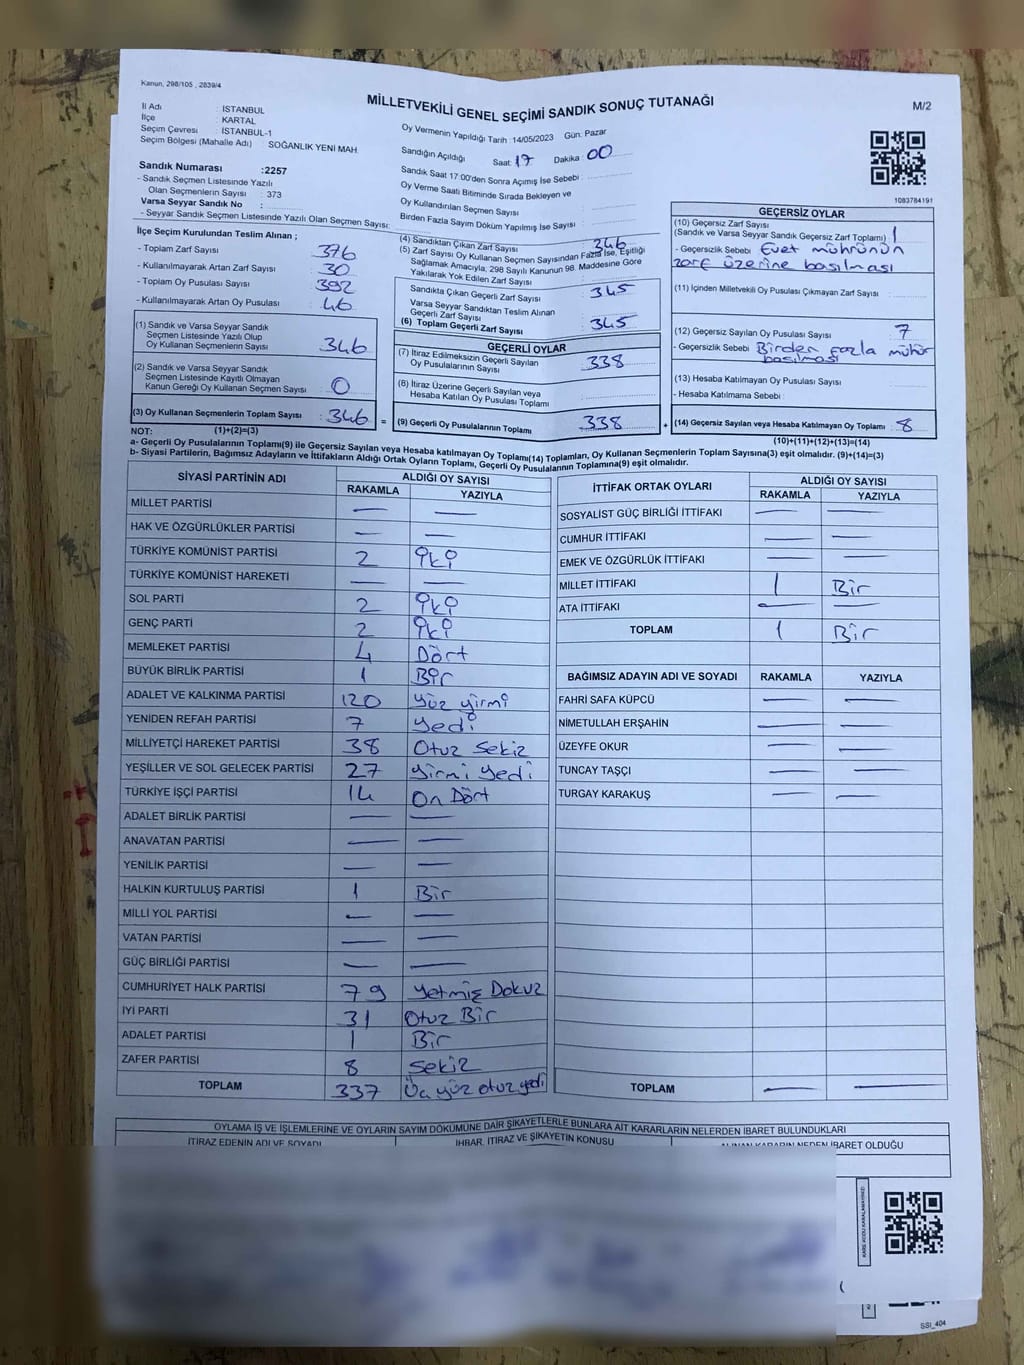 Kanun, 298/105 , 2839/4
MİLLETVEKİLİ GENEL SEÇİMİ SANDIK SONUÇ TUTANAĞI
M/2
İl Adı : İSTANBUL
İlçe : KARTAL
Seçim Çevresi : İSTANBUL-1
Seçim Bölgesi (Mahalle Adı) SOĞANLIK YENİ MAH.
Sandık Numarası :2257
- Sandık Seçmen Listesinde Yazılı
Olan Seçmenlerin Sayısı : 373
Varsa Seyyar Sandık No :
- Seyyar Sandık Seçmen Listesinde Yazılı Olan Seçmen Sayısı:
Oy Vermenin Yapıldığı Tarih :14/05/2023 Gün. Pazar
Sandığın Açıldığı Saat: 17 Dakika : 00
Sandık Saat 17:00'den Sonra Açımış İse Sebebi :
Oy Verme Saati Bitiminde Sırada Bekleyen ve
Oy Kullandırılan Seçmen Sayısı
Birden Fazla Sayım Döküm Yapılmış İse Sayısı :
1083784191
İlçe Seçim Kurulundan Teslim Alınan ;
- Toplam Zarf Sayısı : 376
- Kullanılmayarak Artan Zarf Sayısı : 30
- Toplam Oy Pusulası Sayısı : 392
- Kullanılmayarak Artan Oy Pusulası : 46
(1) Sandık ve Varsa Seyyar Sandık
Seçmen Listesinde Yazılı Olup
Oy Kullanan Seçmenlerin Sayısı : 346
(2) Sandık ve Varsa Seyyar Sandık
Seçmen Listesinde Kayıtlı Olmayan
Kanun Gereği Oy Kullanan Seçmen Sayısı : 0
(3) Oy Kullanan Seçmenlerin Toplam Sayısı : 346 =
(4) Sandıktan Çıkan Zarf Sayısı : 346
(5) Zarf Sayısı Oy Kullanan Seçmen Sayısından Fazla İse, Eşitliği
Sağlamak Amacıyla, 298 Sayılı Kanunun 98. Maddesine Göre
Yakılarak Yok Edilen Zarf Sayısı :
Sandıkta Çıkan Geçerli Zarf Sayısı : 345
Varsa Seyyar Sandıktan Teslim Alınan
Geçerli Zarf Sayısı :
(6) Toplam Geçerli Zarf Sayısı : 345
GEÇERLİ OYLAR
(7) İtiraz Edilmeksizin Geçerli Sayılan
Oy Pusulalarının Sayısı : 338
(8) İtiraz Üzerine Geçerli Sayılan veya
Hesaba Katılan Oy Pusulası Toplamı :
(9) Geçerli Oy Pusulalarının Toplamı : 338 +
GEÇERSİZ OYLAR
(10) Geçersiz Zarf Sayısı
(Sandık ve Varsa Seyyar Sandık Geçersiz Zarf Toplamı) 1
- Geçersizlik Sebebi : Evet mührünün
zarf üzerine basılması
(11) İçinden Milletvekili Oy Pusulası Çıkmayan Zarf Sayısı :
(12) Geçersiz Sayılan Oy Pusulası Sayısı : 7
- Geçersizlik Sebebi : Birden fazla mühür
basılması
(13) Hesaba Katılmayan Oy Pusulası Sayısı :
- Hesaba Katılmama Sebebi :
(14) Geçersiz Sayılan veya Hesaba Katılmayan Oy Toplamı : 8
NOT: (1)+(2)=(3) (10)+(11)+(12)+(13)=(14)
a- Geçerli Oy Pusulalarının Toplamı(9) ile Geçersiz Sayılan veya Hesaba katılmayan Oy Toplamı(14) Toplamları, Oy Kullanan Seçmenlerin Toplam Sayısına(3) eşit olmalıdır. (9)+(14)=(3)
b- Siyasi Partilerin, Bağımsız Adayların ve İttifakların Aldığı Ortak Oyların Toplamı, Geçerli Oy Pusulalarının Toplamına(9) eşit olmalıdır.
SİYASİ PARTİNİN ADI ALDIĞI OY SAYISI
RAKAMLA YAZIYLA
MİLLET PARTİSİ — —
HAK VE ÖZGÜRLÜKLER PARTİSİ — —
TÜRKİYE KOMÜNİST PARTİSİ 2 İki
TÜRKİYE KOMÜNİST HAREKETİ — —
SOL PARTİ 2 İki
GENÇ PARTİ 2 İki
MEMLEKET PARTİSİ 4 Dört
BÜYÜK BİRLİK PARTİSİ 1 Bir
ADALET VE KALKINMA PARTİSİ 120 Yüz yirmi
YENİDEN REFAH PARTİSİ 7 Yedi
MİLLİYETÇİ HAREKET PARTİSİ 38 Otuz Sekiz
YEŞİLLER VE SOL GELECEK PARTİSİ 27 Yirmi Yedi
TÜRKİYE İŞÇİ PARTİSİ 14 On Dört
ADALET BİRLİK PARTİSİ — —
ANAVATAN PARTİSİ — —
YENİLİK PARTİSİ — —
HALKIN KURTULUŞ PARTİSİ 1 Bir
MİLLİ YOL PARTİSİ — —
VATAN PARTİSİ — —
GÜÇ BİRLİĞİ PARTİSİ — —
CUMHURİYET HALK PARTİSİ 79 Yetmiş Dokuz
İYİ PARTİ 31 Otuz Bir
ADALET PARTİSİ 1 Bir
ZAFER PARTİSİ 8 Sekiz
TOPLAM 337 Üç yüz otuz yedi
İTTİFAK ORTAK OYLARI ALDIĞI OY SAYISI
RAKAMLA YAZIYLA
SOSYALİST GÜÇ BİRLİĞİ İTTİFAKI — —
CUMHUR İTTİFAKI — —
EMEK VE ÖZGÜRLÜK İTTİFAKI — —
MİLLET İTTİFAKI 1 Bir
ATA İTTİFAKI — —
TOPLAM 1 Bir
BAĞIMSIZ ADAYIN ADI VE SOYADI RAKAMLA YAZIYLA
FAHRİ SAFA KÜPCÜ — —
NİMETULLAH ERŞAHİN — —
ÜZEYFE OKUR — —
TUNCAY TAŞÇI — —
TURGAY KARAKUŞ — —
TOPLAM — —
OYLAMA İŞ VE İŞLEMLERİNE VE OYLARIN SAYIM DÖKÜMÜNE DAİR ŞİKAYETLERLE BUNLARA AİT KARARLARIN NELERDEN İBARET BULUNDUKLARI
İTİRAZ EDENİN ADI VE SOYADI İHBAR, İTİRAZ VE ŞİKAYETİN KONUSU ALINAN KARARIN NEDEN İBARET OLDUĞU
SSI_404